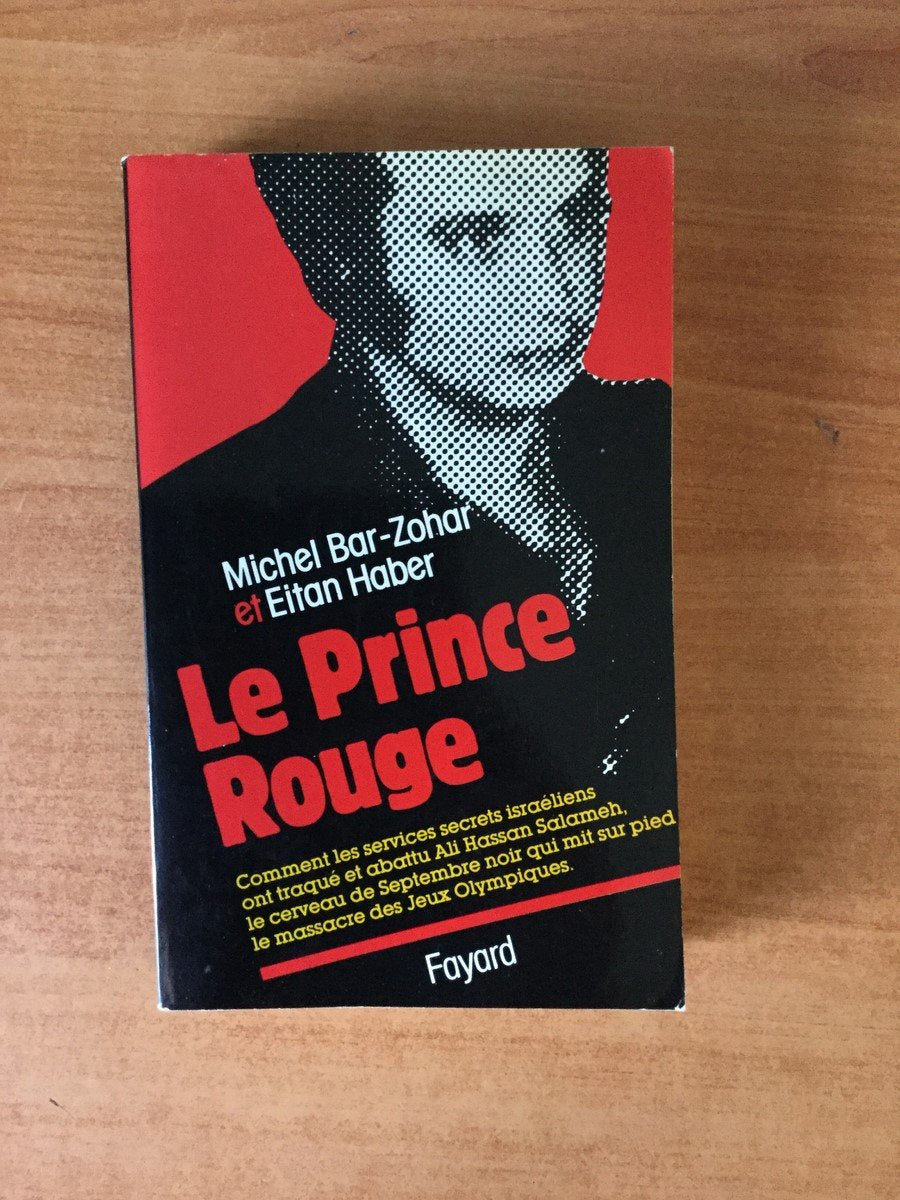 Michel Bar-Zohar
et Eitan Haber
Le Prince
Rouge
Comment les services secrets israéliens
ont traqué et abattu Ali Hassan Salameh,
le cerveau de Septembre noir qui mit sur pied
le massacre des Jeux Olympiques.
Fayard